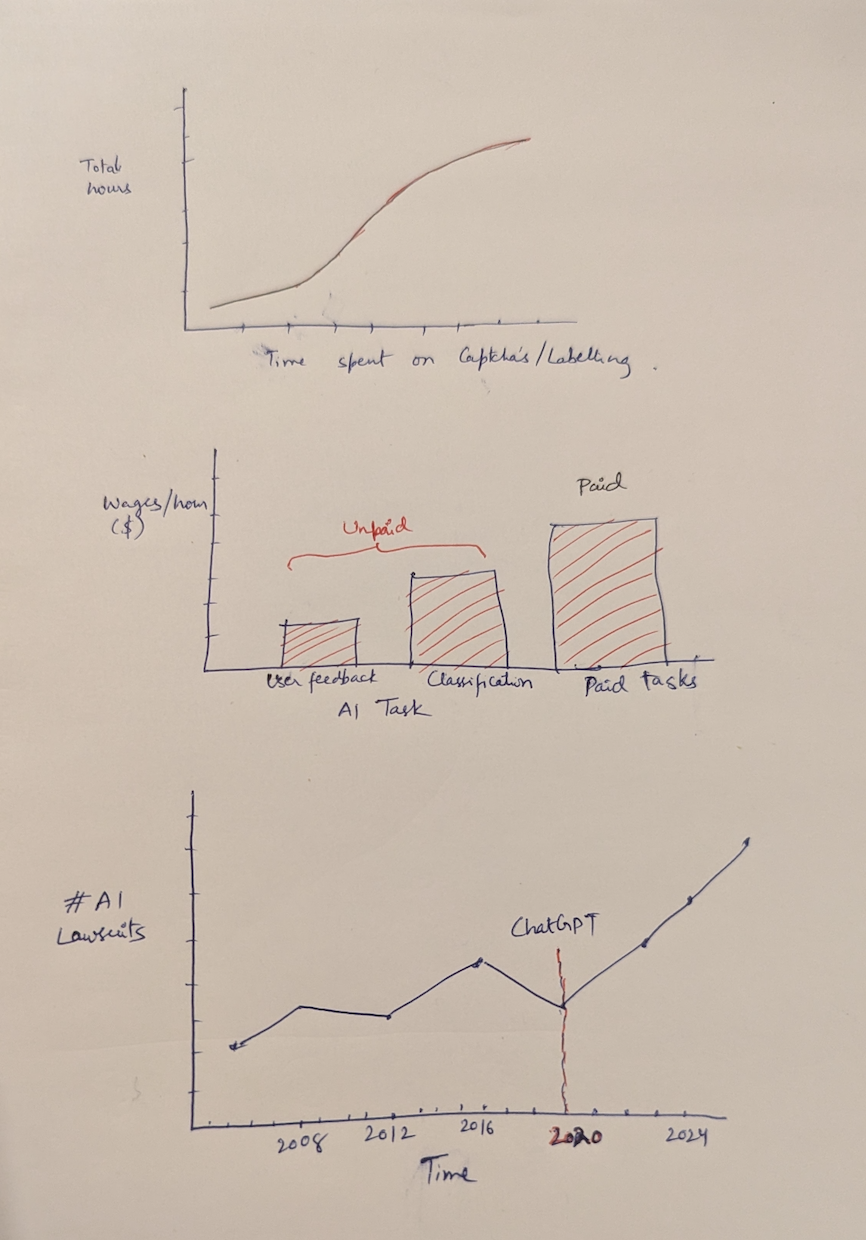 Total
hours
Time spent on Captcha's/Labelling.
Wages/hour
($)
Unpaid
Paid
User feedback
Classification
Paid Tasks
AI Task
#AI
Lawsuits
ChatGPT
2008
2012
2016
2020
2024
Time